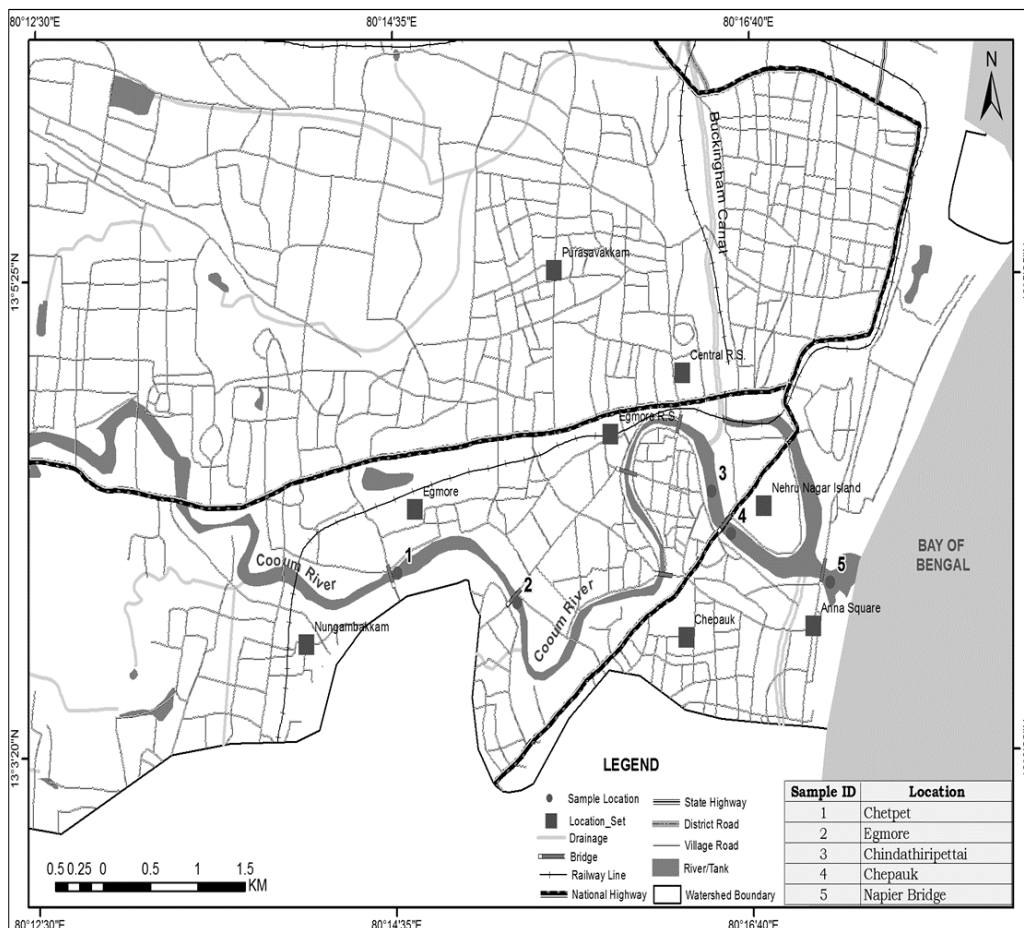 80°12'30"E 80°14'35"E 80°16'40"E
N
Buckingham Canal
Purasavakkam
13°5'25"N
Central R.S.
Egmore R.S.
3
Nehru Nagar Island
Egmore
4
BAY OF
BENGAL
1
5
Cooum River
2
Cooum River
Anna Square
Chepauk
Nungambakkam
13°3'20"N
LEGEND
Sample Location
Location_Set
Drainage
Bridge
Railway Line
National Highway
State Highway
District Road
Village Road
River/Tank
Watershed Boundary
Sample ID Location
1 Chetpet
2 Egmore
3 Chindathiripettai
4 Chepauk
5 Napier Bridge
0.5 0.25 0 0.5 1 1.5
KM
80°12'30"E 80°14'35"E 80°16'40"E